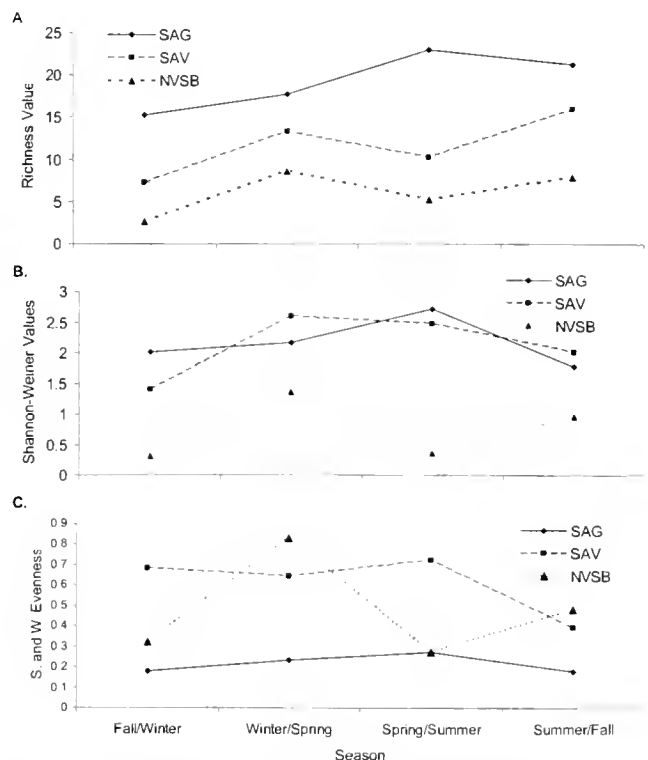 A
SAG
SAV
NVSB
25
20
15
10
5
0
Richness Value
B.
SAG
SAV
NVSB
3
2.5
2
1.5
1
0.5
0
Shannon-Weiner Values
C.
SAG
SAV
NVSB
0 9
0 8
0 7
0 6
0 5
0 4
0 3
0 2
0 1
0
S. and W Evenness
Fall/Winter Winter/Spring Spring/Summer Summer/Fall
Season